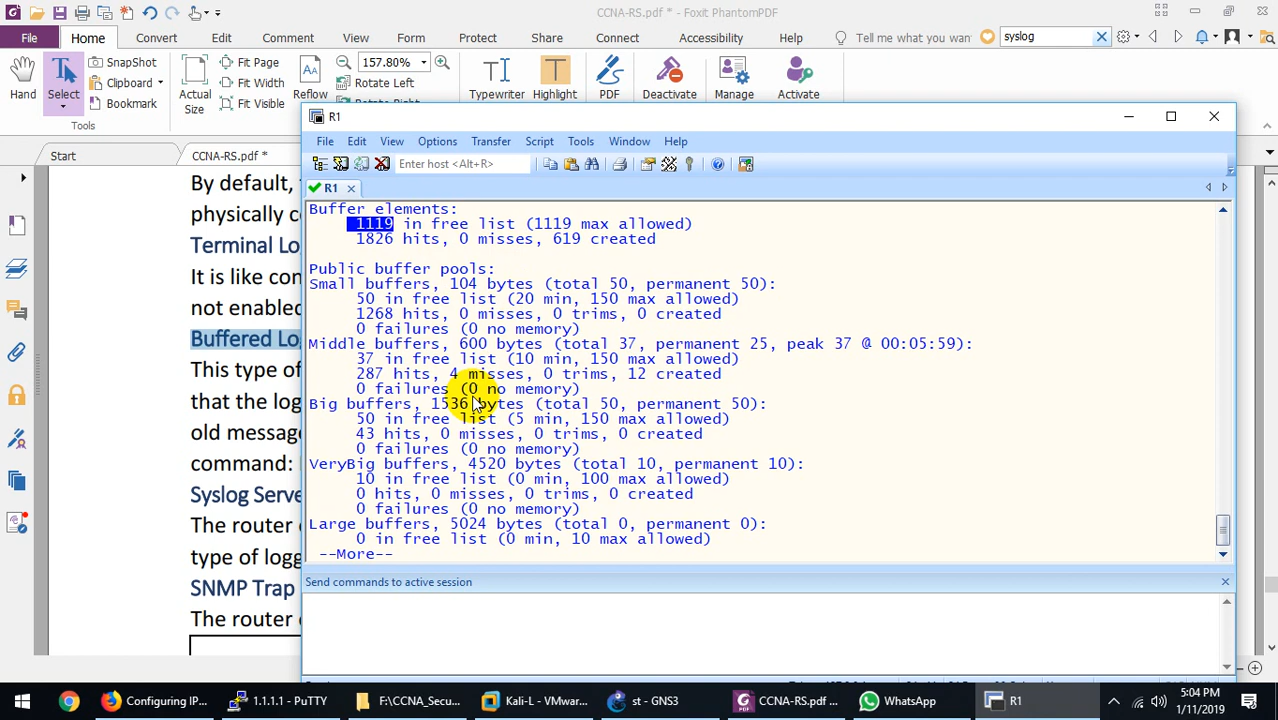 CCNA-RS.pdf * - Foxit PhantomPDF
File Home Convert Edit Comment View Form Protect Share Connect Accessibility Help Tell me what you want syslog
Hand
Select
SnapShot
Clipboard
Bookmark
Tools
Actual Size
Fit Page
Fit Width
Fit Visible
Reflow
157.80%
Rotate Left
Typewriter
Highlight
PDF
Deactivate
Manage
Activate
Start
CCNA-RS.pdf *
By default,
physically c
Terminal Lo
It is like con
not enabled
Buffered Lo
This type of
that the log
old message
command:
Syslog Serve
The router
type of logg
SNMP Trap
The router
R1
File Edit View Options Transfer Script Tools Window Help
Enter host <Alt+R>
R1
Buffer elements:
1119 in free list (1119 max allowed)
1826 hits, 0 misses, 619 created
Public buffer pools:
Small buffers, 104 bytes (total 50, permanent 50):
50 in free list (20 min, 150 max allowed)
1268 hits, 0 misses, 0 trims, 0 created
0 failures (0 no memory)
Middle buffers, 600 bytes (total 37, permanent 25, peak 37 @ 00:05:59):
37 in free list (10 min, 150 max allowed)
287 hits, 4 misses, 0 trims, 12 created
0 failures (0 no memory)
Big buffers, 1536 bytes (total 50, permanent 50):
50 in free list (5 min, 150 max allowed)
43 hits, 0 misses, 0 trims, 0 created
0 failures (0 no memory)
VeryBig buffers, 4520 bytes (total 10, permanent 10):
10 in free list (0 min, 100 max allowed)
0 hits, 0 misses, 0 trims, 0 created
0 failures (0 no memory)
Large buffers, 5024 bytes (total 0, permanent 0):
0 in free list (0 min, 10 max allowed)
--More--
Send commands to active session
Configuring IP...
1.1.1.1 - PuTTY
F:\CCNA_Secu...
Kali-L - VMwar...
st - GNS3
CCNA-RS.pdf ...
WhatsApp
R1
5:04 PM
1/11/2019